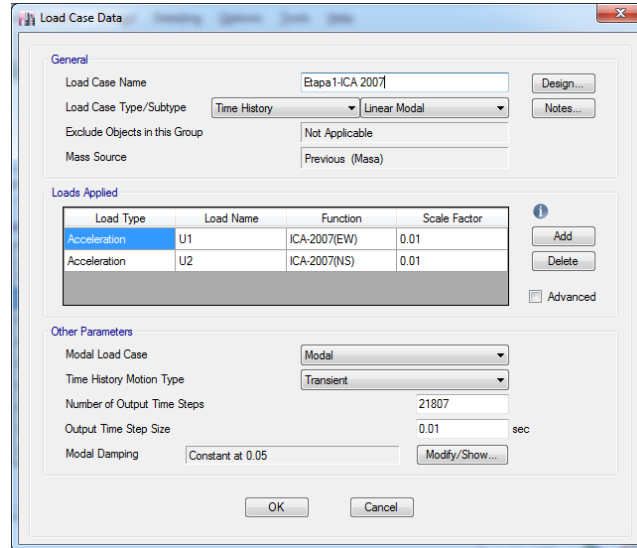 Load Case Data
General
Load Case Name Etapa1-ICA 2007 Design...
Load Case Type/Subtype Time History Linear Modal Notes...
Exclude Objects in this Group Not Applicable
Mass Source Previous (Masa)
Loads Applied
Load Type Load Name Function Scale Factor
Acceleration U1 ICA-2007(EW) 0.01 Add
Acceleration U2 ICA-2007(NS) 0.01 Delete
Advanced
Other Parameters
Modal Load Case Modal
Time History Motion Type Transient
Number of Output Time Steps 21807
Output Time Step Size 0.01 sec
Modal Damping Constant at 0.05 Modify/Show...
OK Cancel